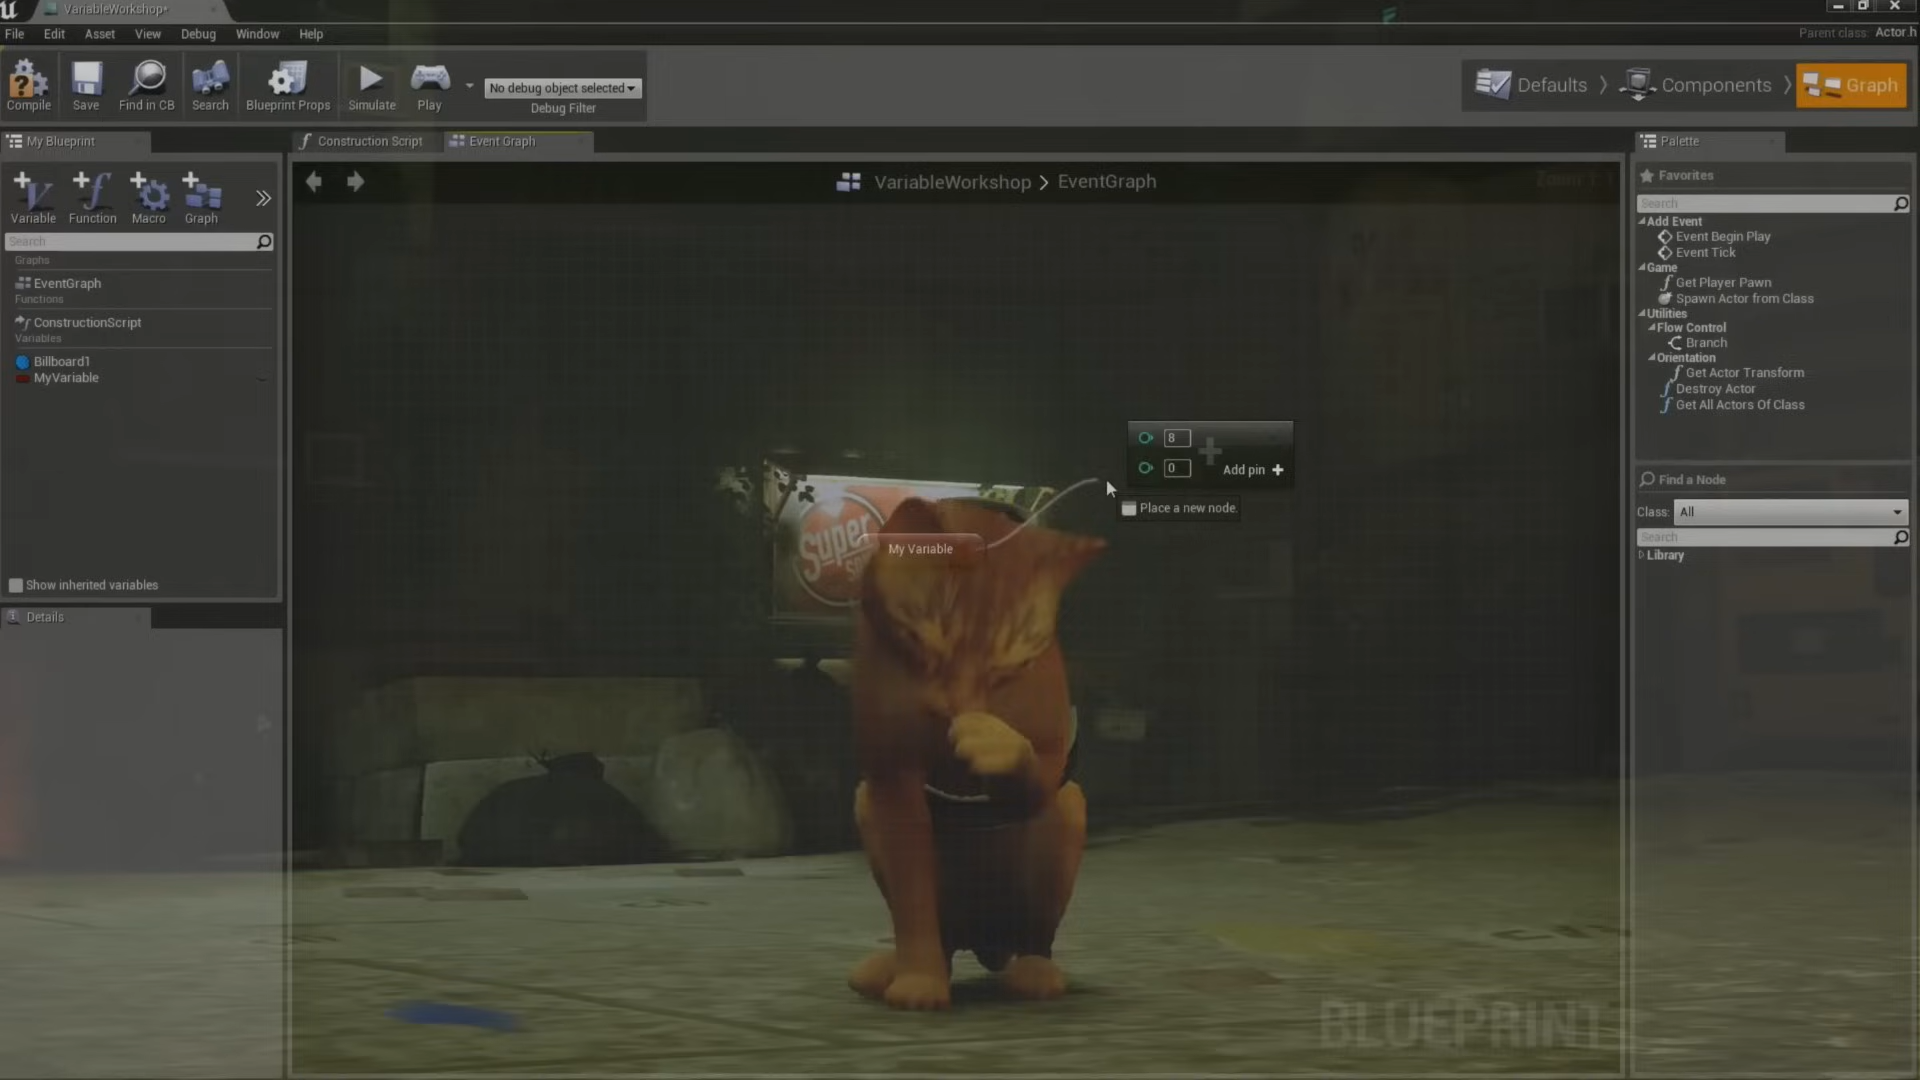 VariableWorkshop*
File Edit Asset View Debug Window Help
Parent class: Actor.h
Compile Save Find in CB Search Blueprint Props Simulate Play
No debug object selected
Debug Filter
Defaults Components Graph
My Blueprint
Construction Script
Event Graph
Palette
VariableWorkshop > EventGraph
Zoom 1:1
Variable Function Macro Graph
Search
Graphs
EventGraph
Functions
ConstructionScript
Variables
Billboard1
MyVariable
Show inherited variables
Details
8
0
Add pin
Place a new node.
My Variable
Super
BLUEPRINT
Favorites
Search
Add Event
Event Begin Play
Event Tick
Game
Get Player Pawn
Spawn Actor from Class
Utilities
Flow Control
Branch
Orientation
Get Actor Transform
Destroy Actor
Get All Actors Of Class
Find a Node
Class: All
Search
Library